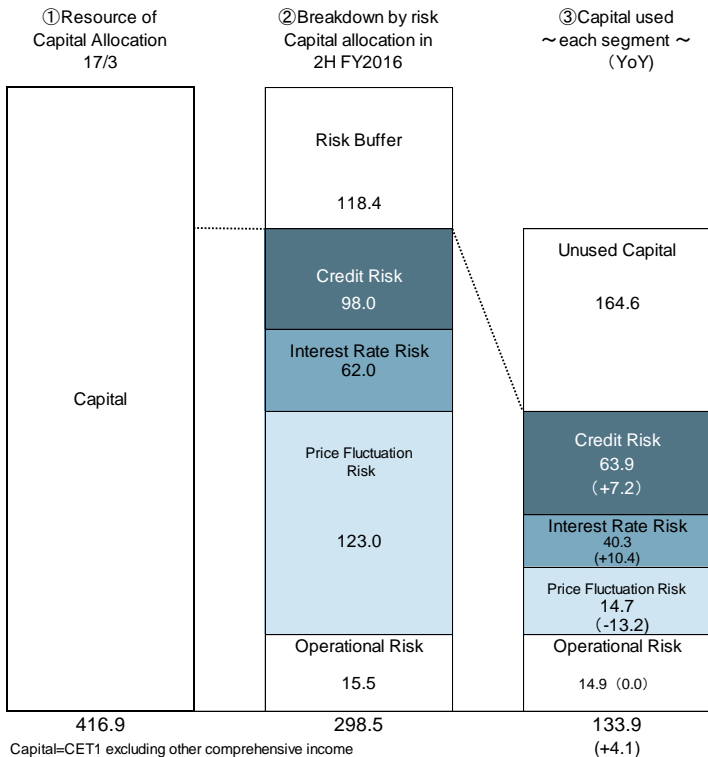 ①Resource of
Capital Allocation
17/3
②Breakdown by risk
Capital allocation in
2H FY2016
③Capital used
～each segment～
（YoY)
Capital
416.9
Risk Buffer
118.4
Credit Risk
98.0
Interest Rate Risk
62.0
Price Fluctuation
Risk
123.0
Operational Risk
15.5
298.5
Unused Capital
164.6
Credit Risk
63.9
（+7.2）
Interest Rate Risk
40.3
(+10.4)
Price Fluctuation Risk
14.7
（-13.2)
Operational Risk
14.9（0.0）
133.9
(+4.1)
Capital=CET1 excluding other comprehensive income